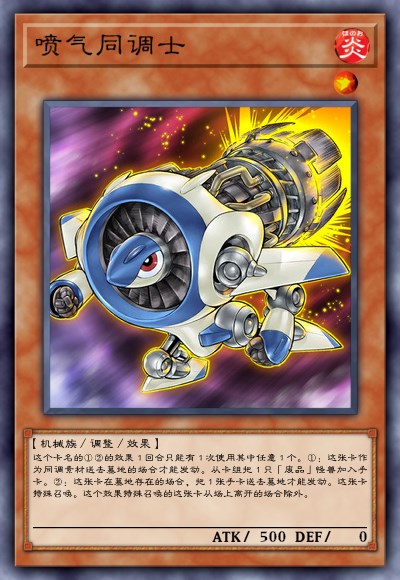 喷气同调士
ほのお
炎
【机械族／调整／效果】
这个卡名的①②的效果1回合只能有1次使用其中任意1个。①：这张卡作
为同调素材送去墓地的场合才能发动。从卡组把1只「废品」怪兽加入手
卡。②：这张卡在墓地存在的场合，把1张手卡送去墓地才能发动。这张卡
特殊召唤。这个效果特殊召唤的这张卡从场上离开的场合除外。
ATK/ 500 DEF/ 0